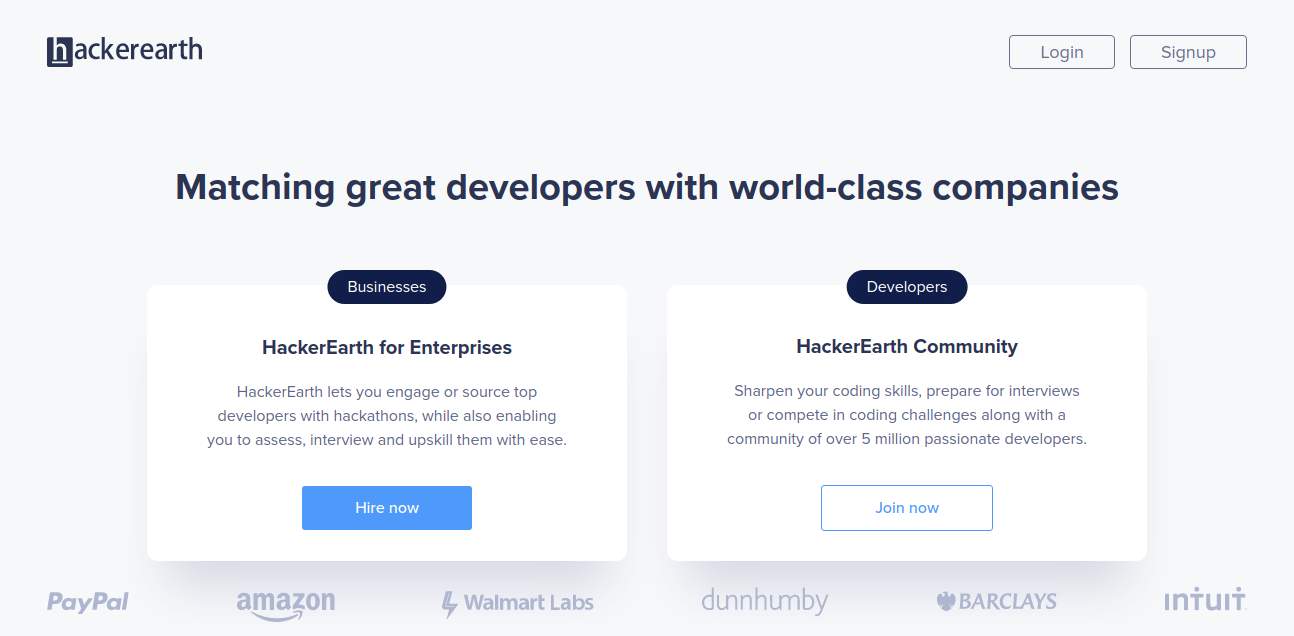 hackerearth
Login
Signup
Matching great developers with world-class companies
Businesses
HackerEarth for Enterprises
HackerEarth lets you engage or source top
developers with hackathons, while also enabling
you to assess, interview and upskill them with ease.
Hire now
Developers
HackerEarth Community
Sharpen your coding skills, prepare for interviews
or compete in coding challenges along with a
community of over 5 million passionate developers.
Join now
PayPal
amazon
Walmart Labs
dunnhumby
BARCLAYS
intuit